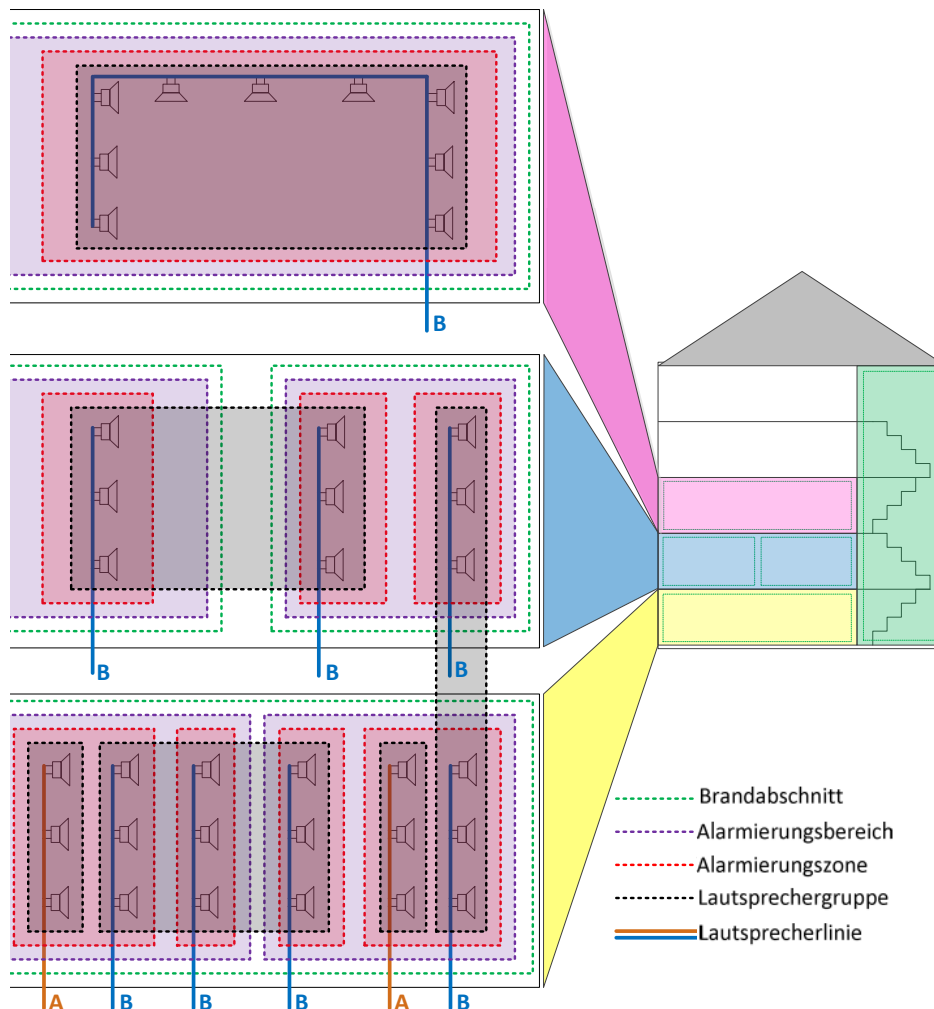 B
B
B
B
Brandabschnitt
Alarmierungsbereich
Alarmierungszone
Lautsprechergruppe
Lautsprecherlinie
A
B
B
B
A
B